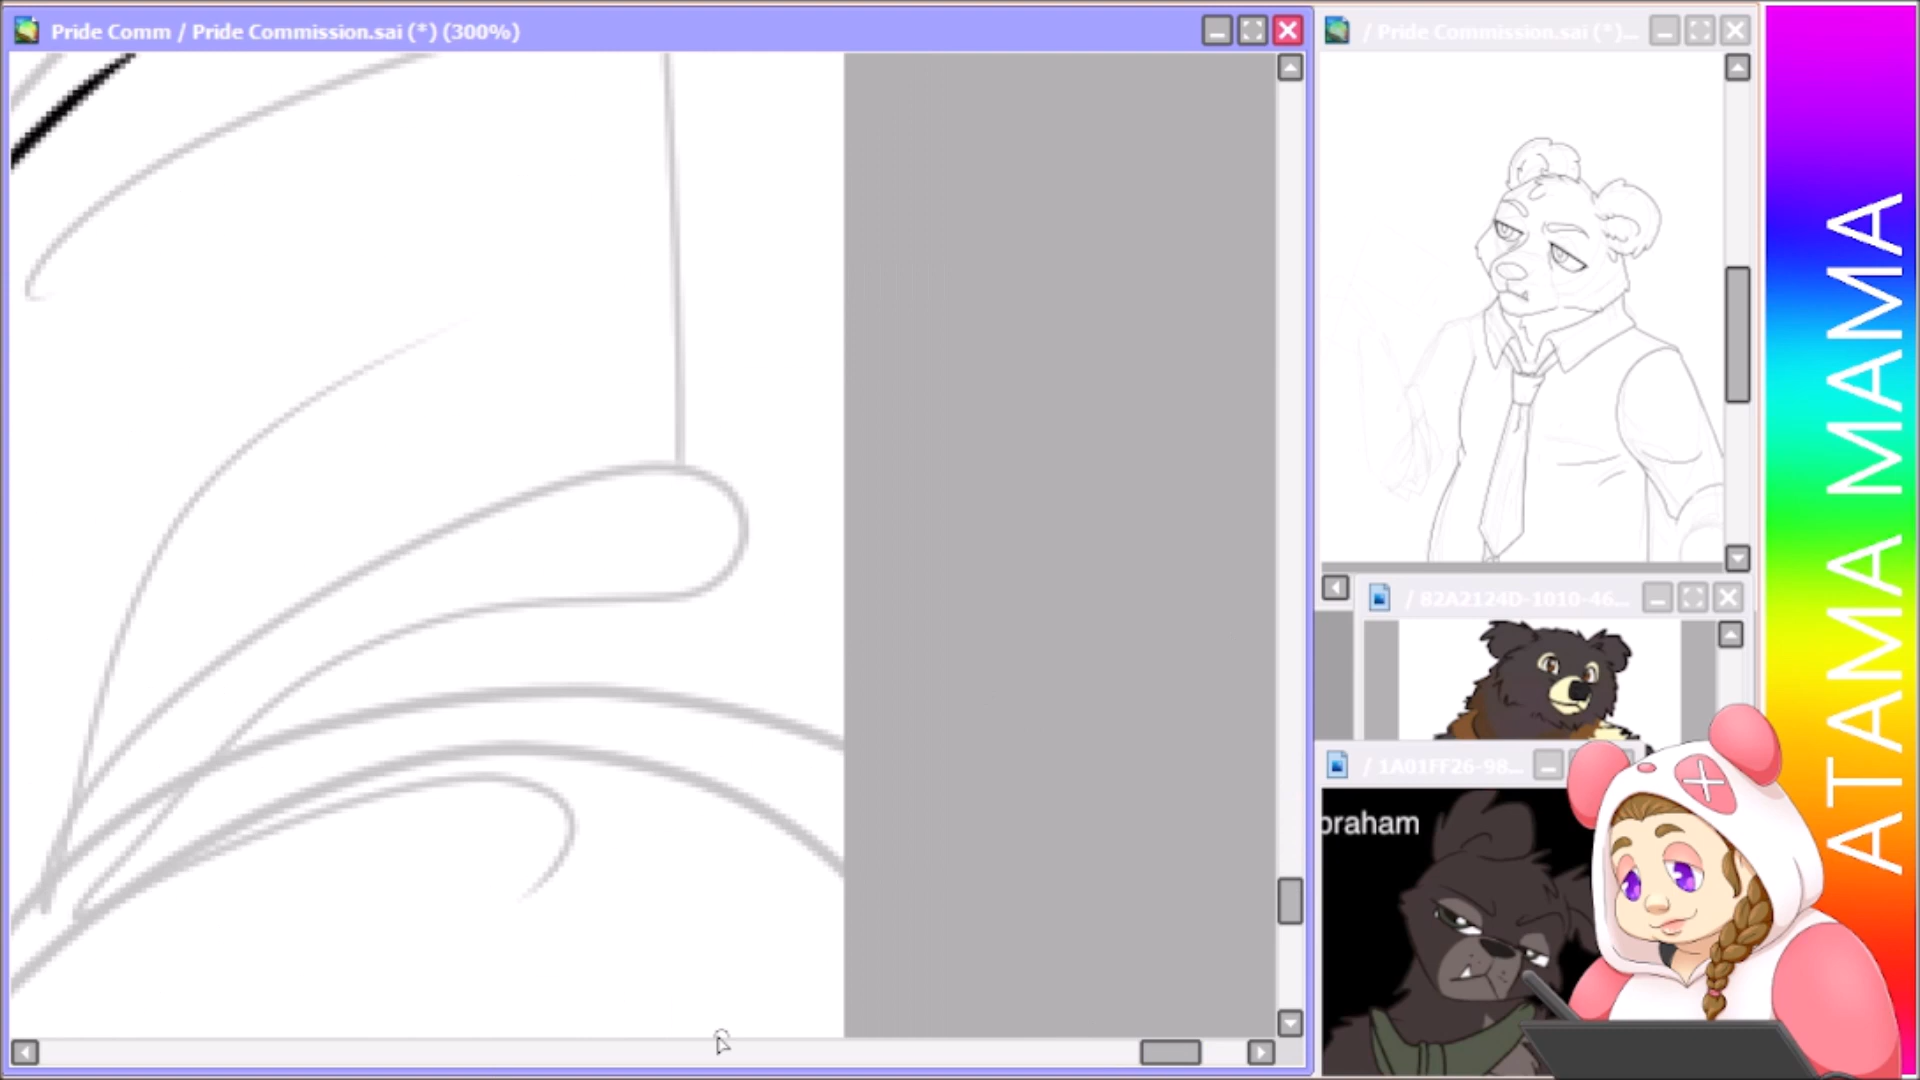 Pride Comm / Pride Commission.sai (*) (300%)
/ Pride Commission.sai (*)...
/ 82A2124D-1010-46...
/ 1A01FF26-98...
braham
ATAMA MAMA